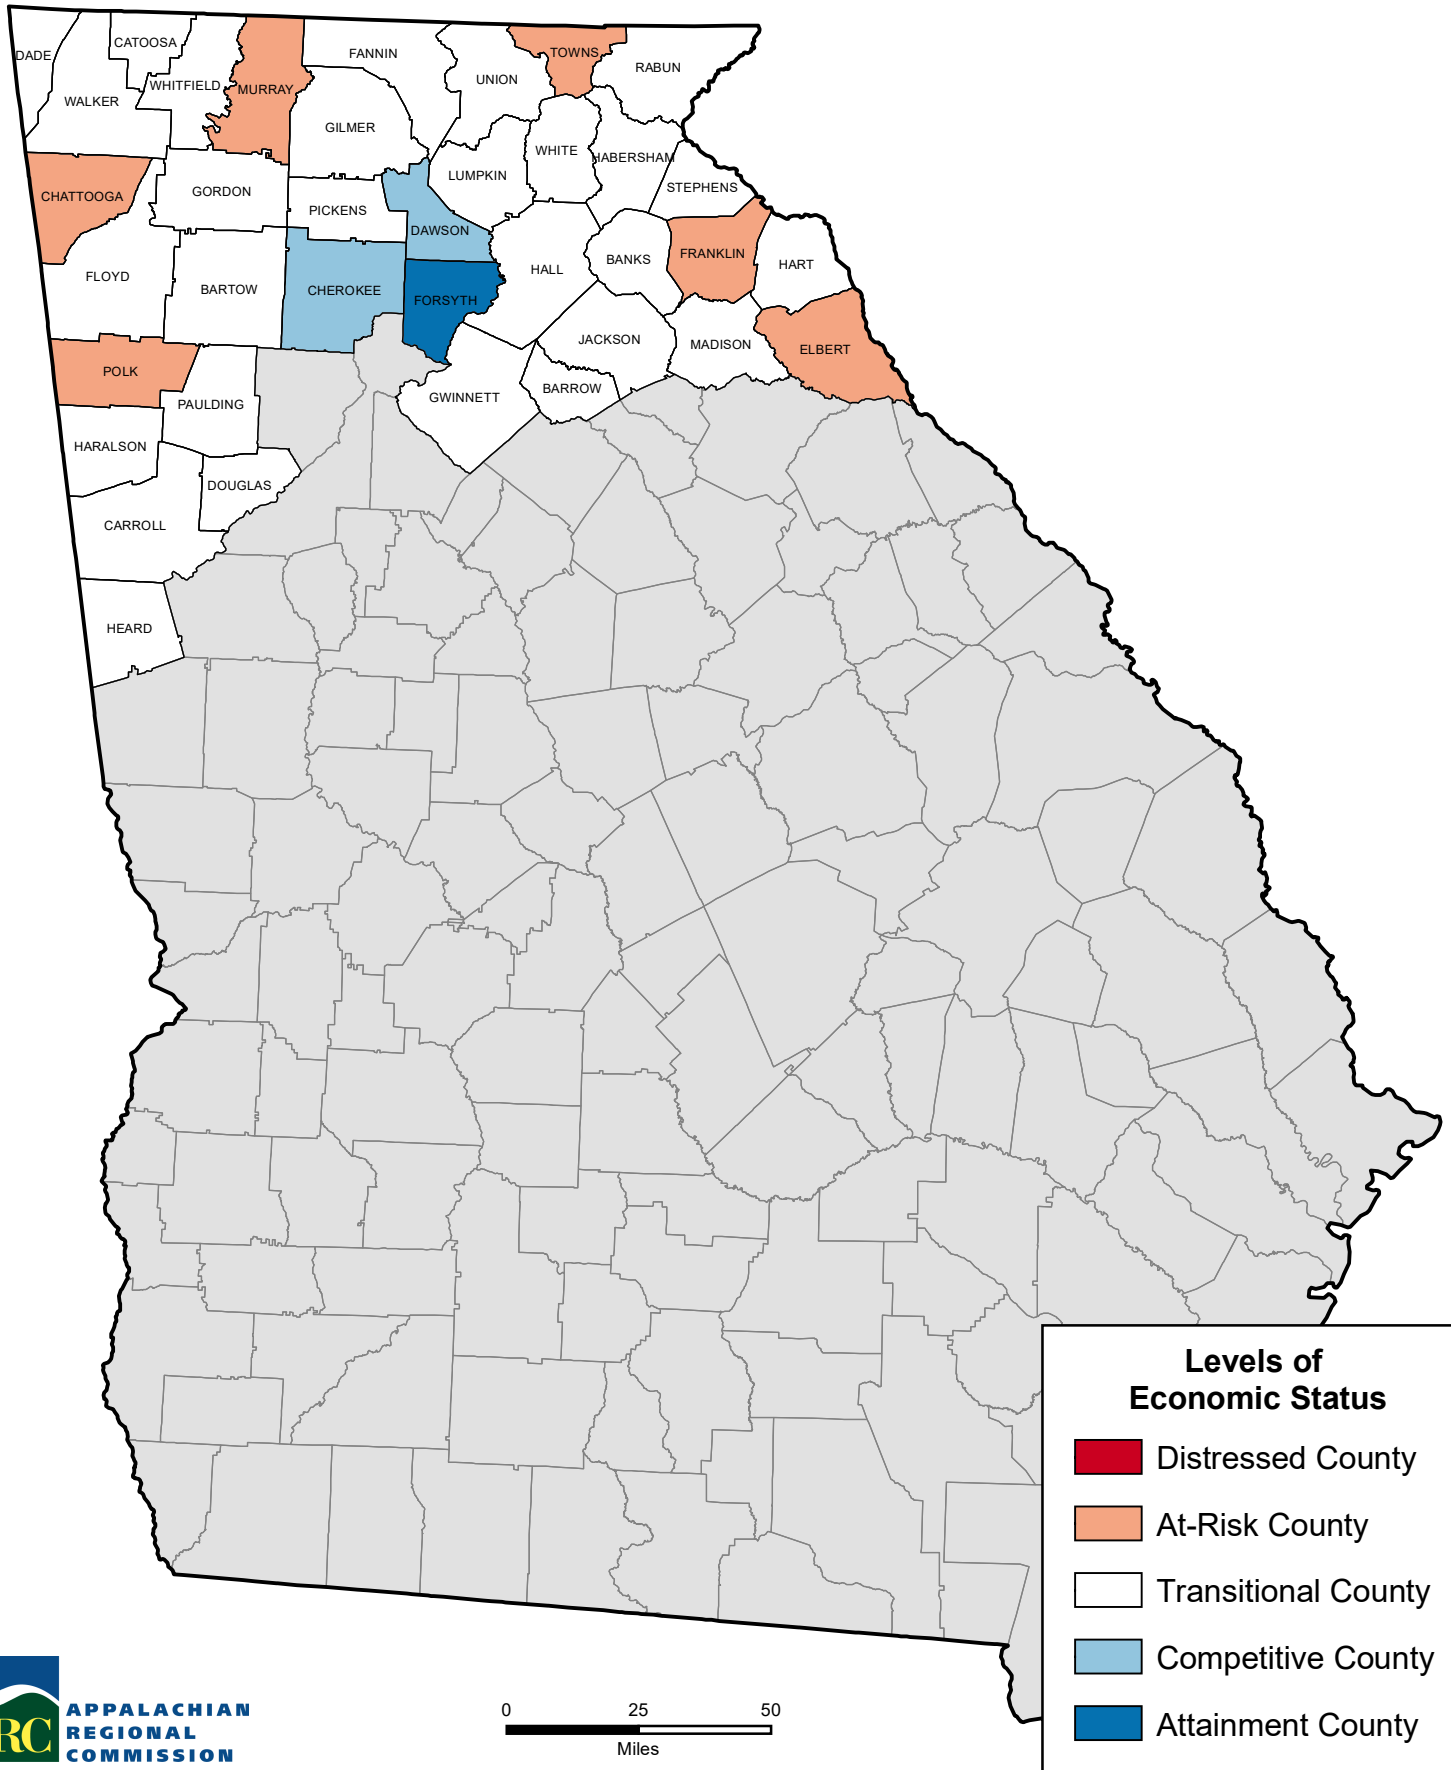 DADE
CATOOSA
FANNIN
TOWNS
RABUN
WALKER
WHITFIELD
MURRAY
UNION
GILMER
WHITE
HABERSHAM
LUMPKIN
STEPHENS
CHATTOOGA
GORDON
PICKENS
DAWSON
FRANKLIN
FLOYD
BARTOW
CHEROKEE
FORSYTH
HALL
BANKS
HART
JACKSON
MADISON
ELBERT
POLK
PAULDING
GWINNETT
BARROW
HARALSON
DOUGLAS
CARROLL
HEARD
Levels of
Economic Status
Distressed County
At-Risk County
Transitional County
Competitive County
Attainment County
RC
APPALACHIAN
REGIONAL
COMMISSION
0 25 50
Miles